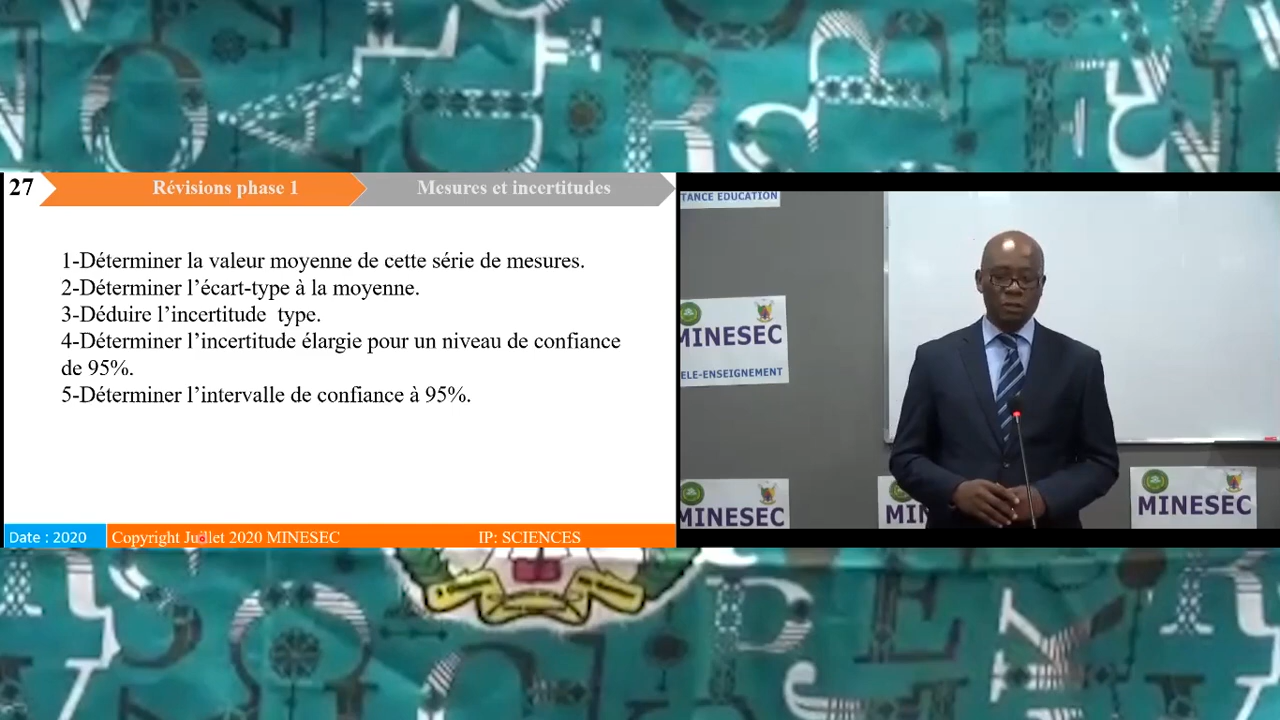 27
Révisions phase 1
Mesures et incertitudes
1-Déterminer la valeur moyenne de cette série de mesures.
2-Déterminer l’écart-type à la moyenne.
3-Déduire l’incertitude  type.
4-Déterminer l’incertitude élargie pour un niveau de confiance
de 95%.
5-Déterminer l’intervalle de confiance à 95%.
Date : 2020
Copyright Juillet 2020 MINESEC
IP: SCIENCES
TANCE EDUCATION
MINESEC
ELE-ENSEIGNEMENT
MINESEC
MIN
MINESEC